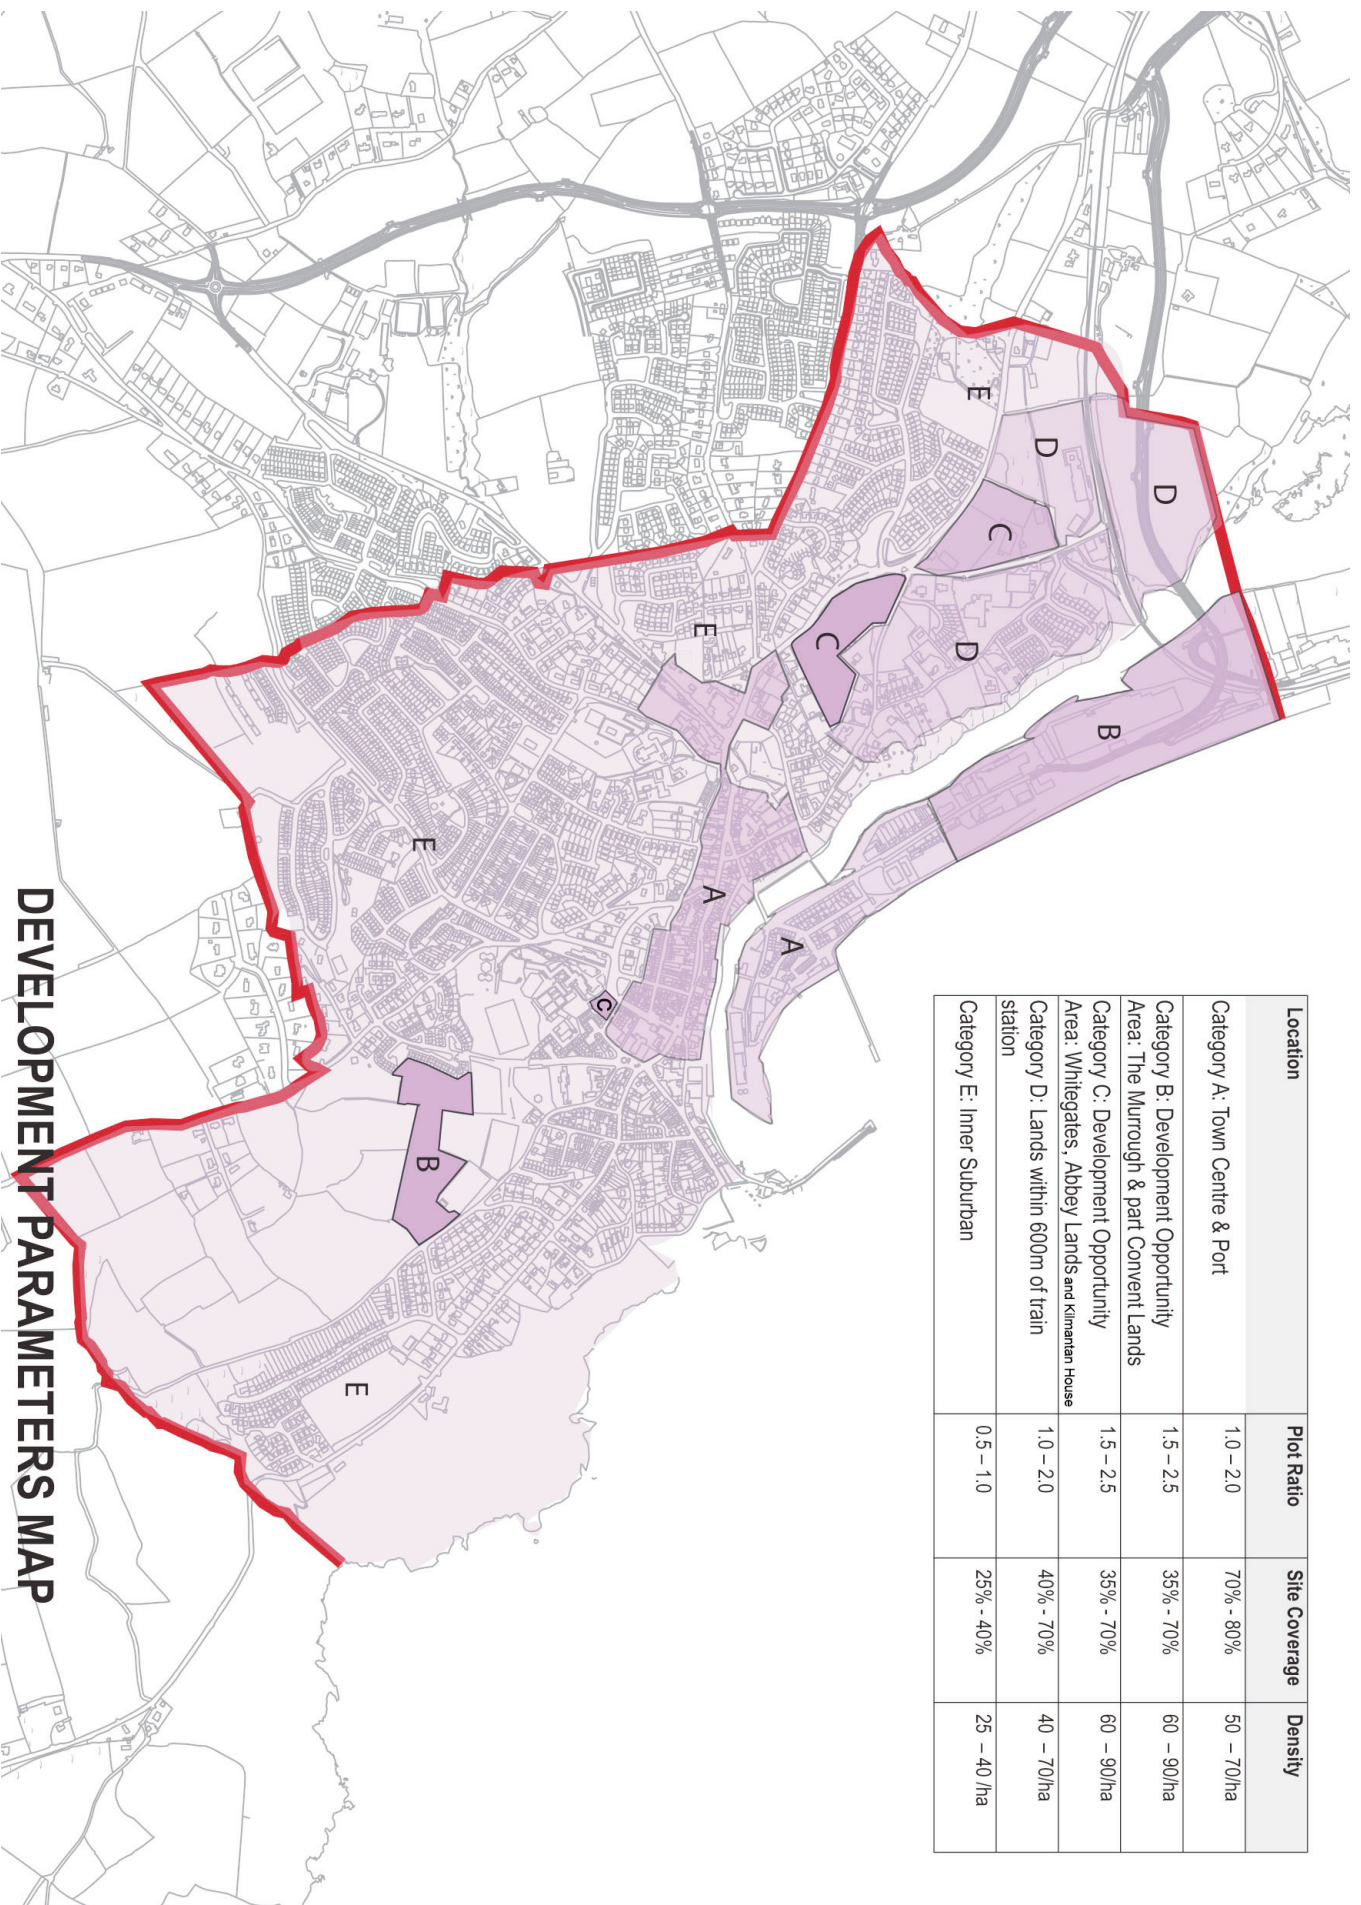 Location Plot Ratio Site Coverage Density
Category A: Town Centre & Port 1.0 – 2.0 70% - 80% 50 – 70/ha
Category B: Development Opportunity
Area: The Murrough & part Convent Lands 1.5 – 2.5 35% - 70% 60 – 90/ha
Category C: Development Opportunity
Area: Whitegates, Abbey Lands and Kilmantan House 1.5 – 2.5 35% - 70% 60 – 90/ha
Category D: Lands within 600m of train
station 1.0 – 2.0 40% - 70% 40 – 70/ha
Category E: Inner Suburban 0.5 – 1.0 25% - 40% 25 – 40 /ha
D
B
D
E
C
D
C
A
A
E
C
E
B
E
DEVELOPMENT PARAMETERS MAP